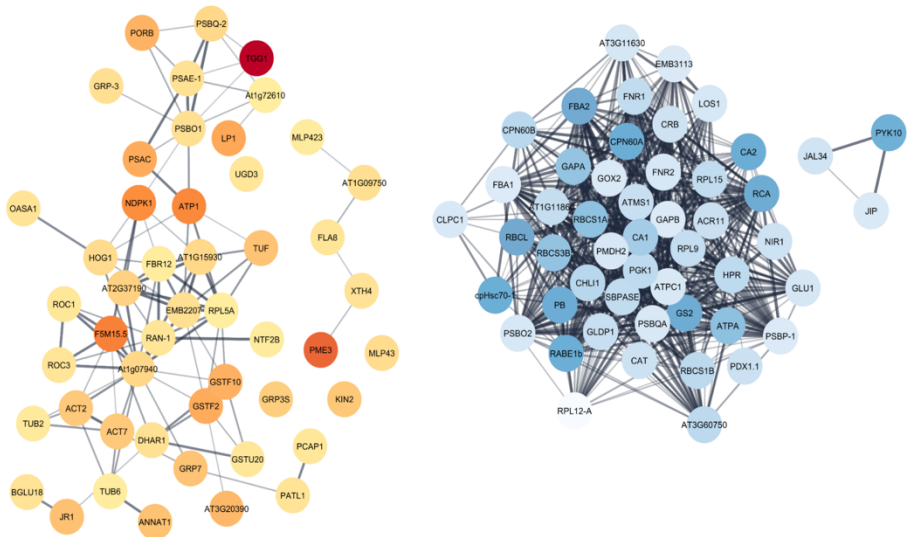 PSBQ-2
PORB
TGG1
PSAE-1
GRP-3
At1g72610
PSBO1
LP1
MLP423
PSAC
UGD3
AT1G09750
NDPK1
ATP1
OASA1
FLA8
TUF
HOG1
FBR12
AT1G15930
AT2G37190
XTH4
ROC1
EMB2207
RPL5A
F5M15.5
RAN-1
NTF2B
PME3
MLP43
ROC3
At1g07940
GSTF10
ACT2
GSTF2
GRP3S
KIN2
TUB2
ACT7
DHAR1
GSTU20
PCAP1
GRP7
BGLU18
TUB6
PATL1
JR1
ANNAT1
AT3G20390
AT3G11630
EMB3113
FNR1
LOS1
FBA2
CRB
CPN60B
CPN60A
CA2
PYK10
GAPA
GOX2
FNR2
RPL15
JAL34
FBA1
RCA
AT1G1186
ATMS1
CLPC1
RBCS1A
GAPB
ACR11
JIP
RBCL
CA1
RBCS3B
PMDH2
RPL9
NIR1
PGK1
CHLI1
HPR
cpHsc70-1
SBPASE
ATPC1
GLU1
PB
GS2
PSBO2
GLDP1
PSBQA
ATPA
PSBP-1
RABE1b
CAT
RBCS1B
PDX1.1
RPL12-A
AT3G60750